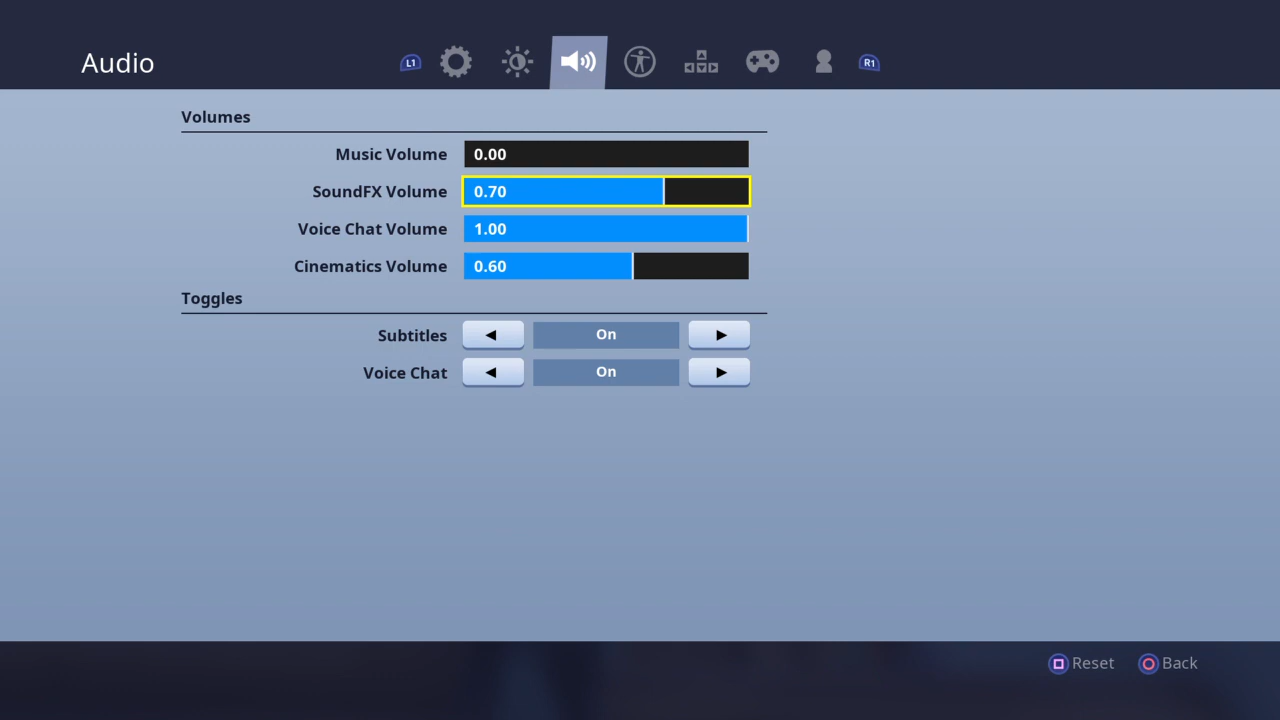 Audio
L1
R1
Volumes
Music Volume 0.00
SoundFX Volume 0.70
Voice Chat Volume 1.00
Cinematics Volume 0.60
Toggles
Subtitles ◄ On ►
Voice Chat ◄ On ►
Reset Back